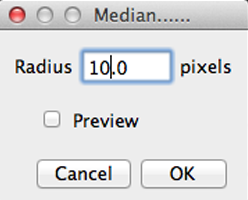 Median......
Radius 10.0 pixels
Preview
Cancel OK